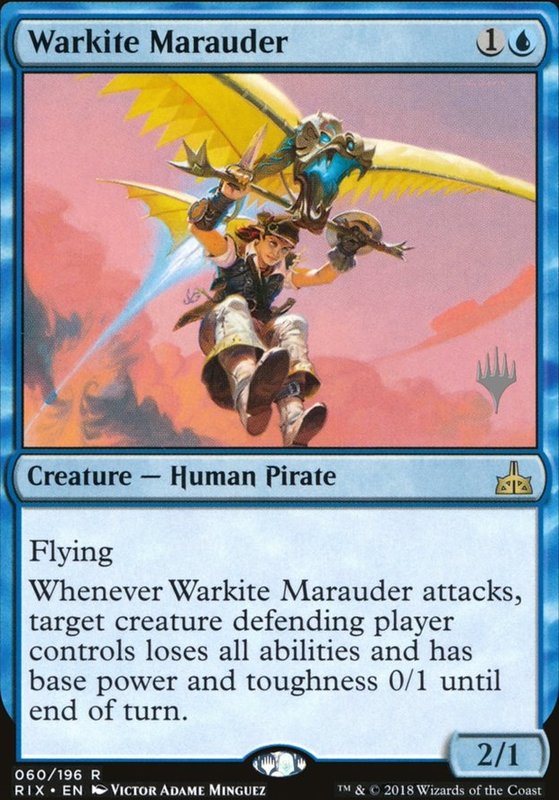 Warkite Marauder 1
Creature — Human Pirate
Flying
Whenever Warkite Marauder attacks,
target creature defending player
controls loses all abilities and has
base power and toughness 0/1 until
end of turn.
2/1
060/196 R
RIX • EN Victor Adame Minguez
™ & © 2018 Wizards of the Coast